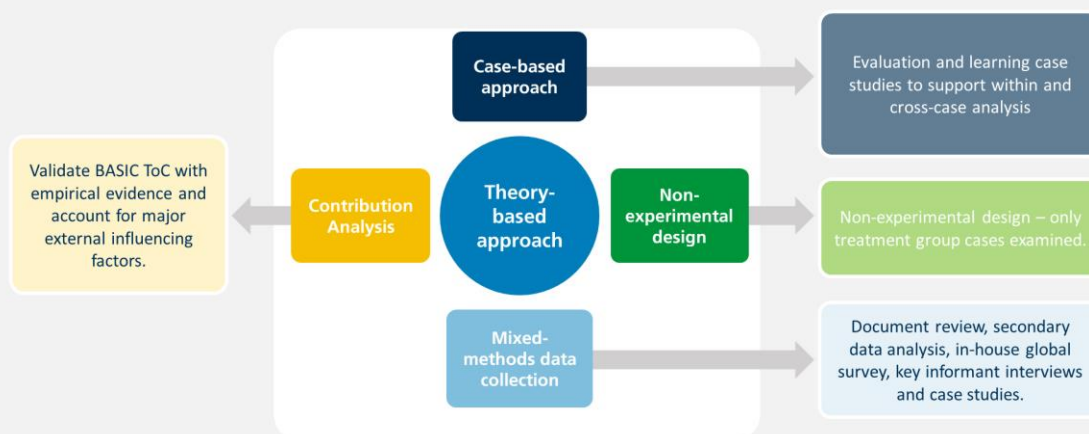 Case-based
approach
Evaluation and learning case
studies to support within and
cross-case analysis
Validate BASIC ToC with
empirical evidence and
account for major
external influencing
factors.
Contribution
Analysis
Theory-
based
approach
Non-
experimental
design
Non-experimental design – only
treatment group cases examined.
Mixed-
methods data
collection
Document review, secondary
data analysis, in-house global
survey, key informant interviews
and case studies.